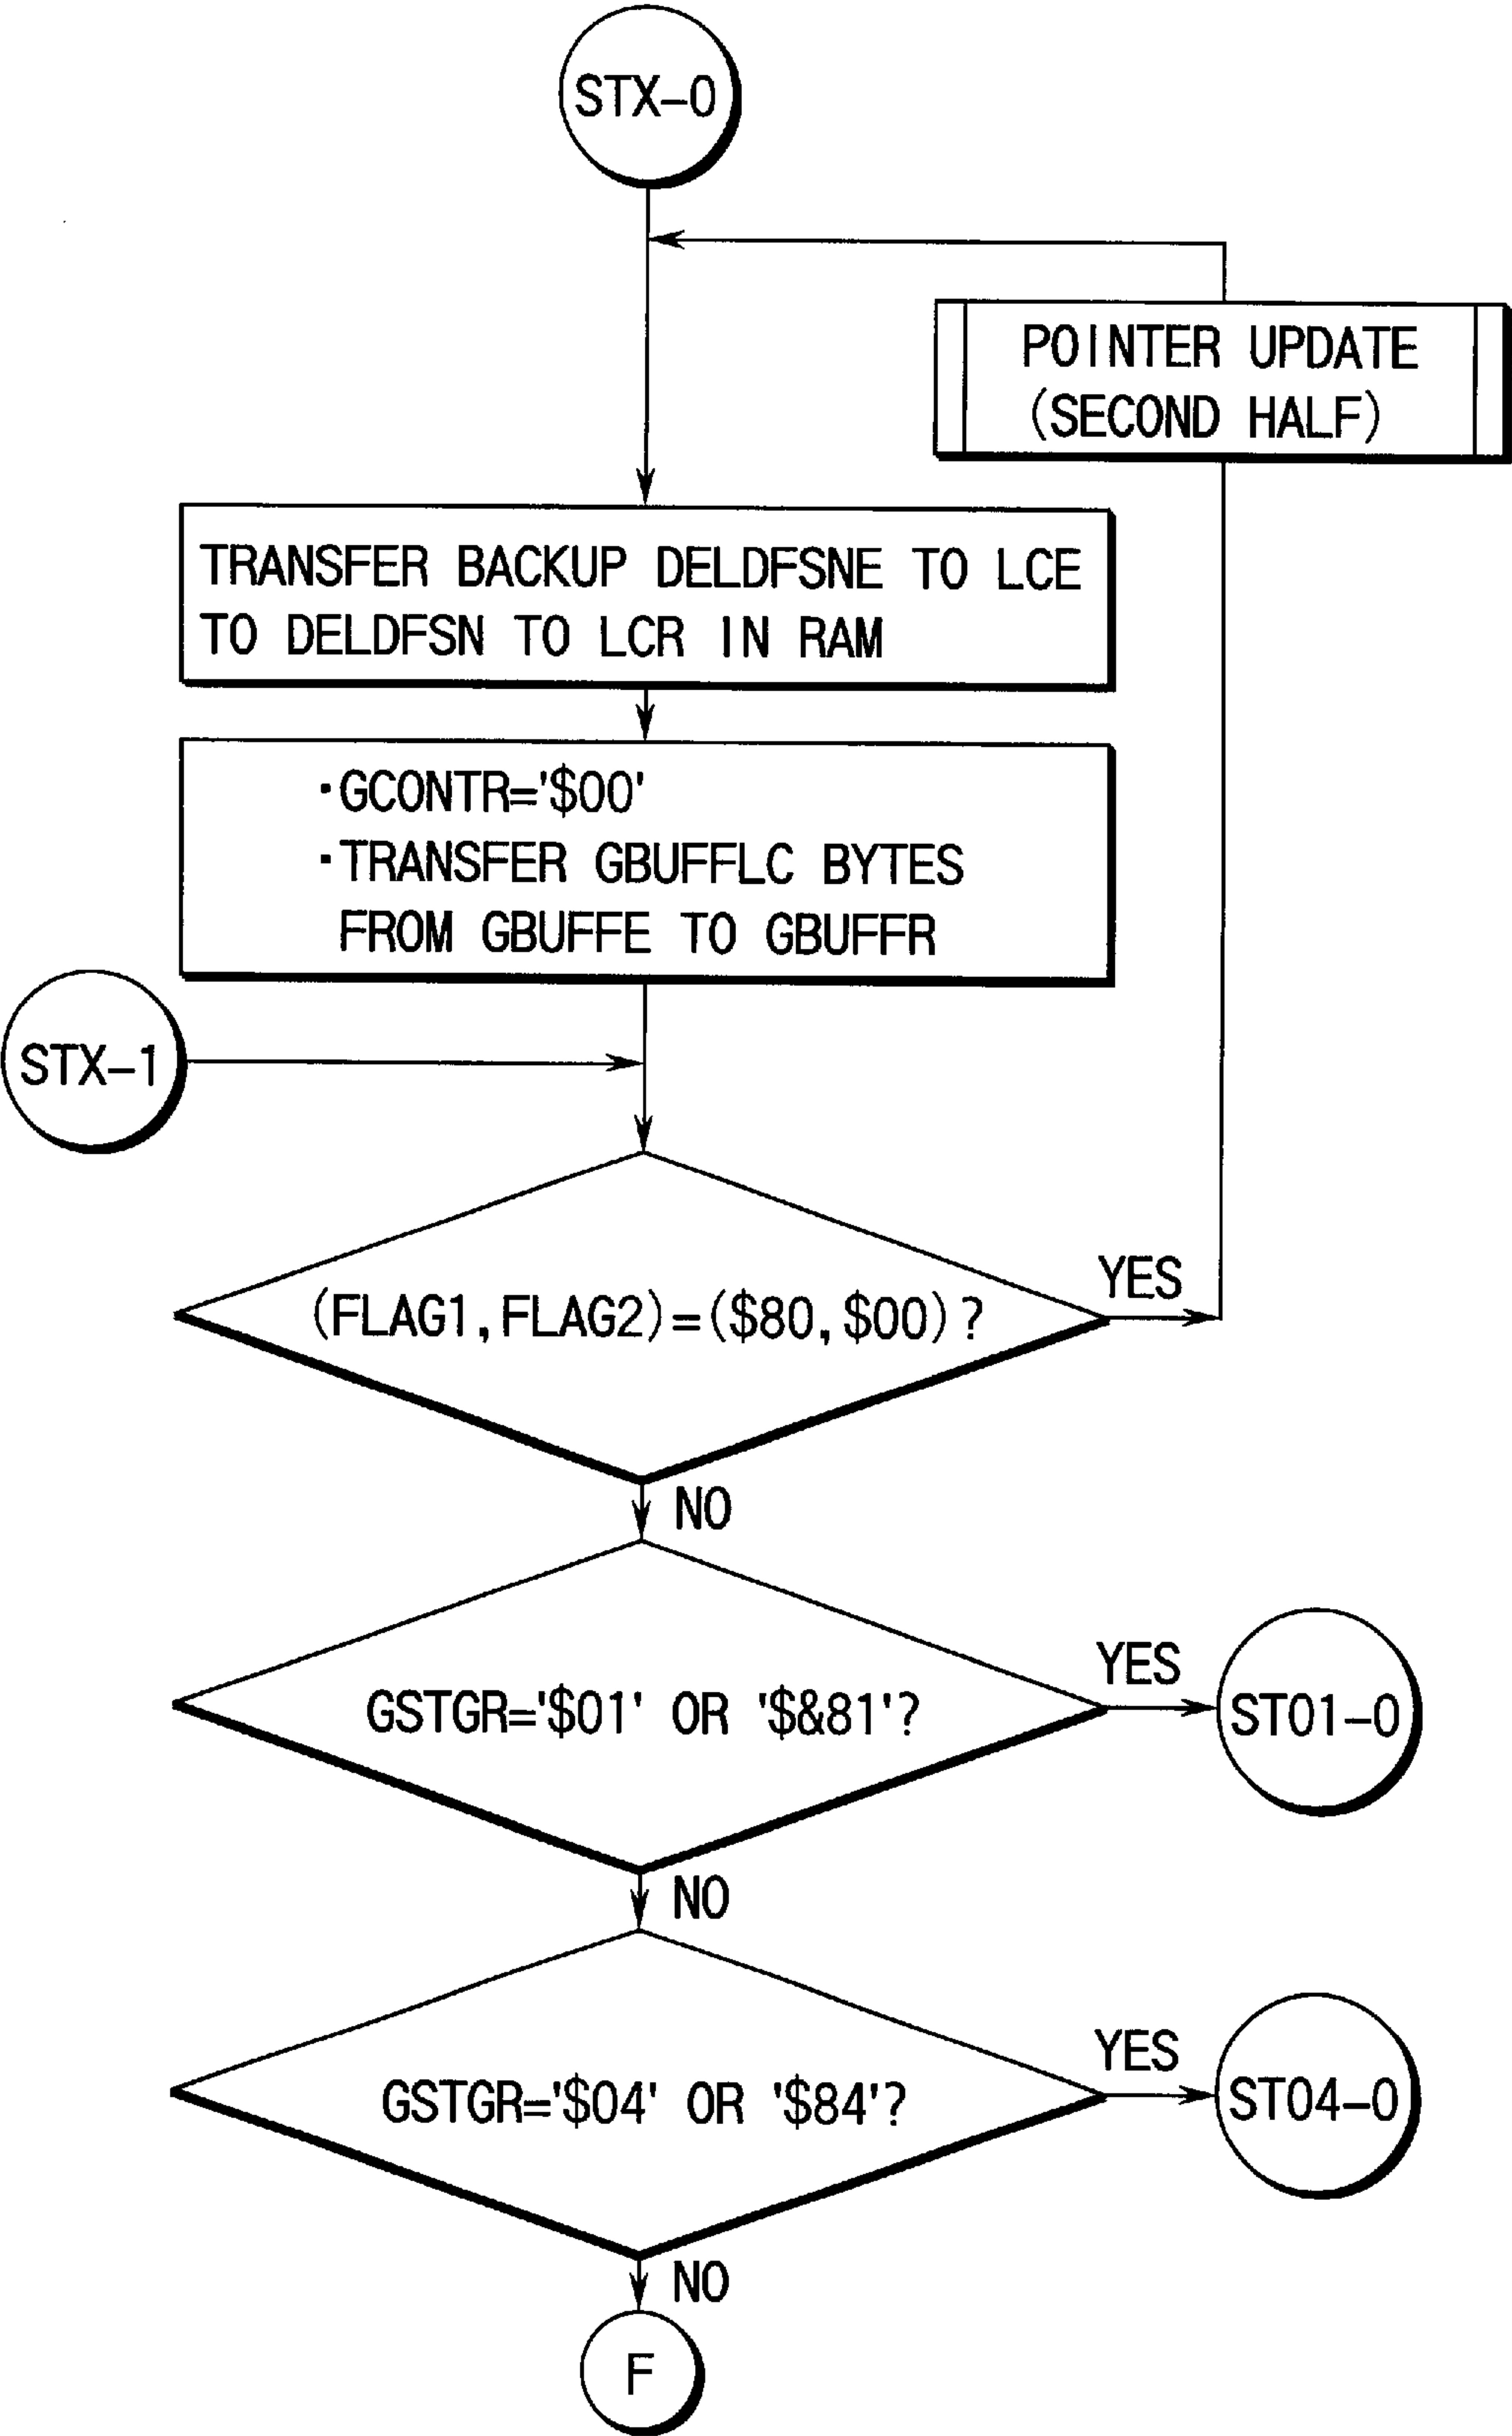 STX-0
POINTER UPDATE
(SECOND HALF)
TRANSFER BACKUP DELDFSNE TO LCE
TO DELDFSN TO LCR IN RAM
·GCONTR='$00'
·TRANSFER GBUFFLC BYTES
FROM GBUFFE TO GBUFFR
STX-1
(FLAG1,FLAG2)=($80,$00)?
YES
NO
GSTGR='$01' OR '$&81'?
YES
ST01-0
NO
GSTGR='$04' OR '$84'?
YES
ST04-0
NO
F